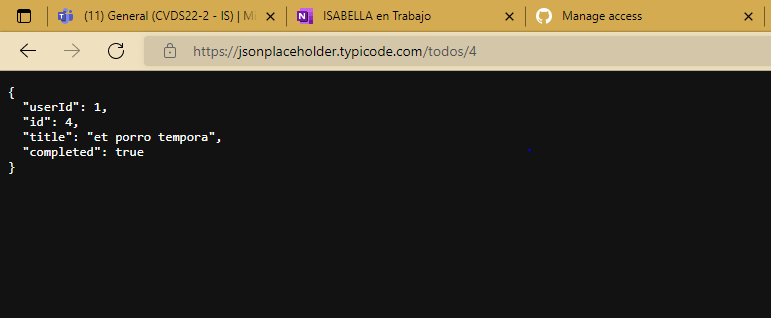 (11) General (CVDS22-2 - IS) | Mi
ISABELLA en Trabajo
Manage access
https://jsonplaceholder.typicode.com/todos/4
{
"userId": 1,
"id": 4,
"title": "et porro tempora",
"completed": true
}